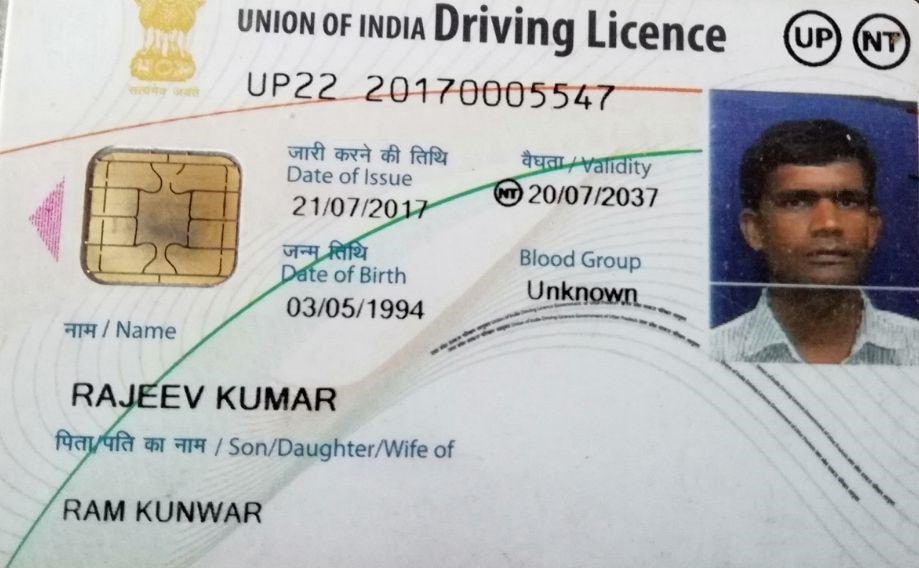 UNION OF INDIA Driving Licence
UP NT
सत्यमेव जयते
UP22 20170005547
जारी करने की तिथि
Date of Issue
21/07/2017
वैघता / Validity
NT 20/07/2037
जन्म तिथि
Date of Birth
03/05/1994
Blood Group
Unknown
नाम / Name
RAJEEV KUMAR
पिता/पति का नाम / Son/Daughter/Wife of
RAM KUNWAR